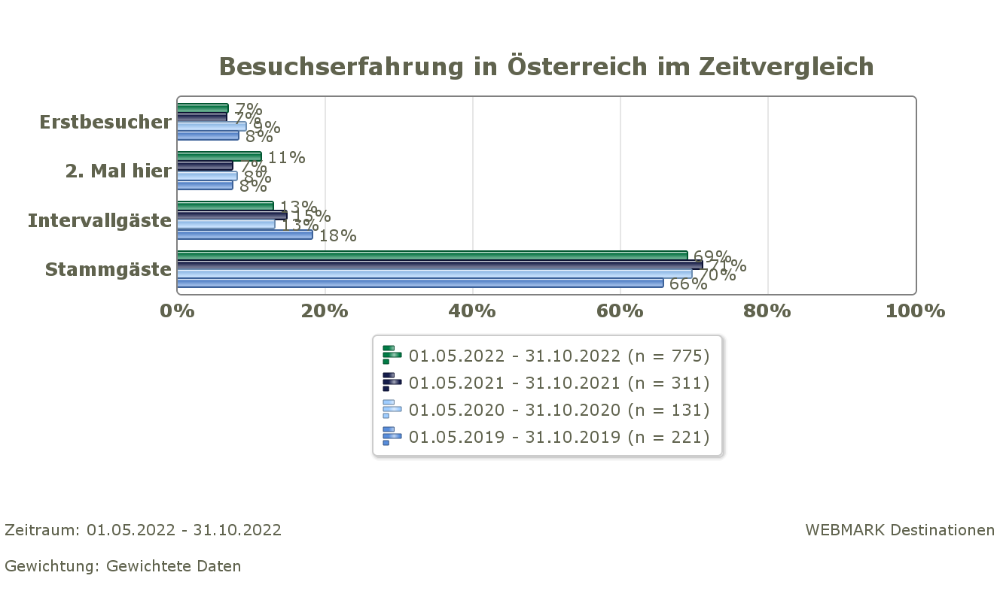 Besuchserfahrung in Österreich im Zeitvergleich
Erstbesucher
7%
7%
9%
8%
2. Mal hier
11%
7%
8%
8%
Intervallgäste
13%
15%
13%
18%
Stammgäste
69%
71%
70%
66%
0% 20% 40% 60% 80% 100%
01.05.2022 - 31.10.2022 (n = 775)
01.05.2021 - 31.10.2021 (n = 311)
01.05.2020 - 31.10.2020 (n = 131)
01.05.2019 - 31.10.2019 (n = 221)
Zeitraum: 01.05.2022 - 31.10.2022
WEBMARK Destinationen
Gewichtung: Gewichtete Daten